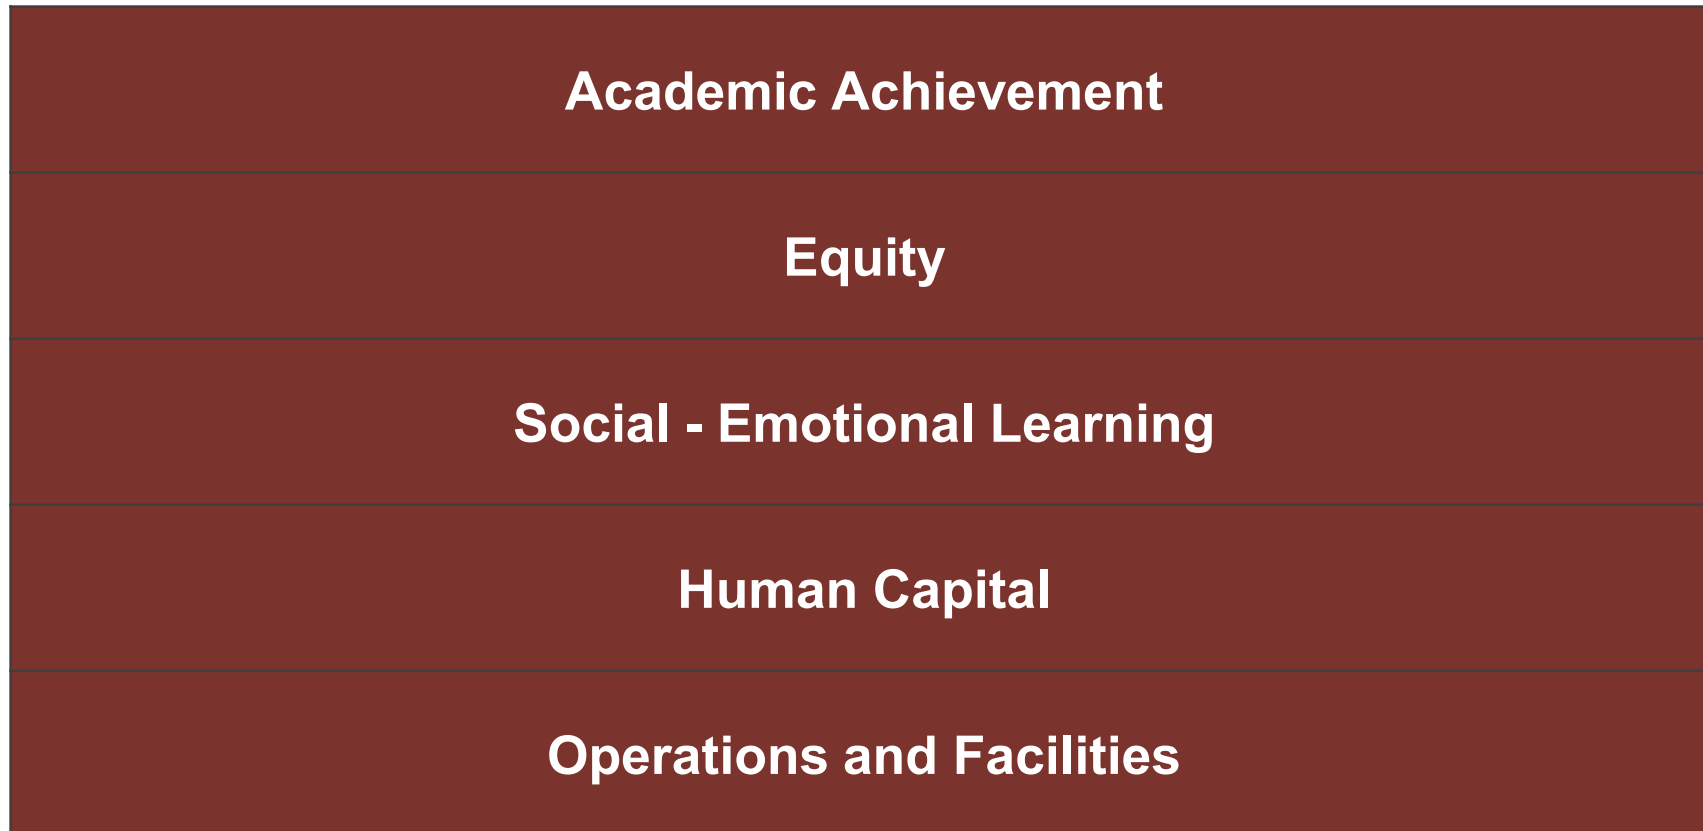 Academic Achievement
Equity
Social - Emotional Learning
Human Capital
Operations and Facilities